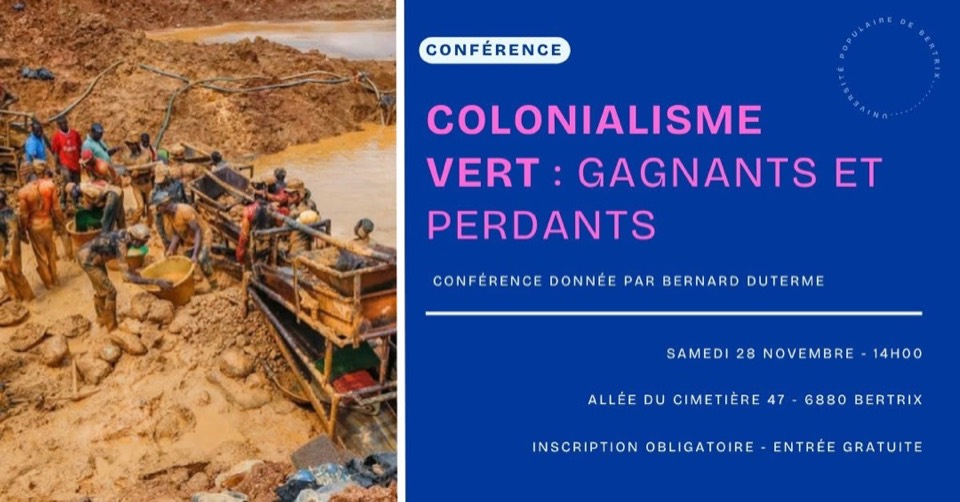 CONFÉRENCE
UNIVERSITÉ POPULAIRE DE BERTRIX
COLONIALISME
VERT : GAGNANTS ET
PERDANTS
CONFÉRENCE DONNÉE PAR BERNARD DUTERME
SAMEDI 28 NOVEMBRE - 14H00
ALLÉE DU CIMETIÈRE 47 - 6880 BERTRIX
INSCRIPTION OBLIGATOIRE - ENTRÉE GRATUITE